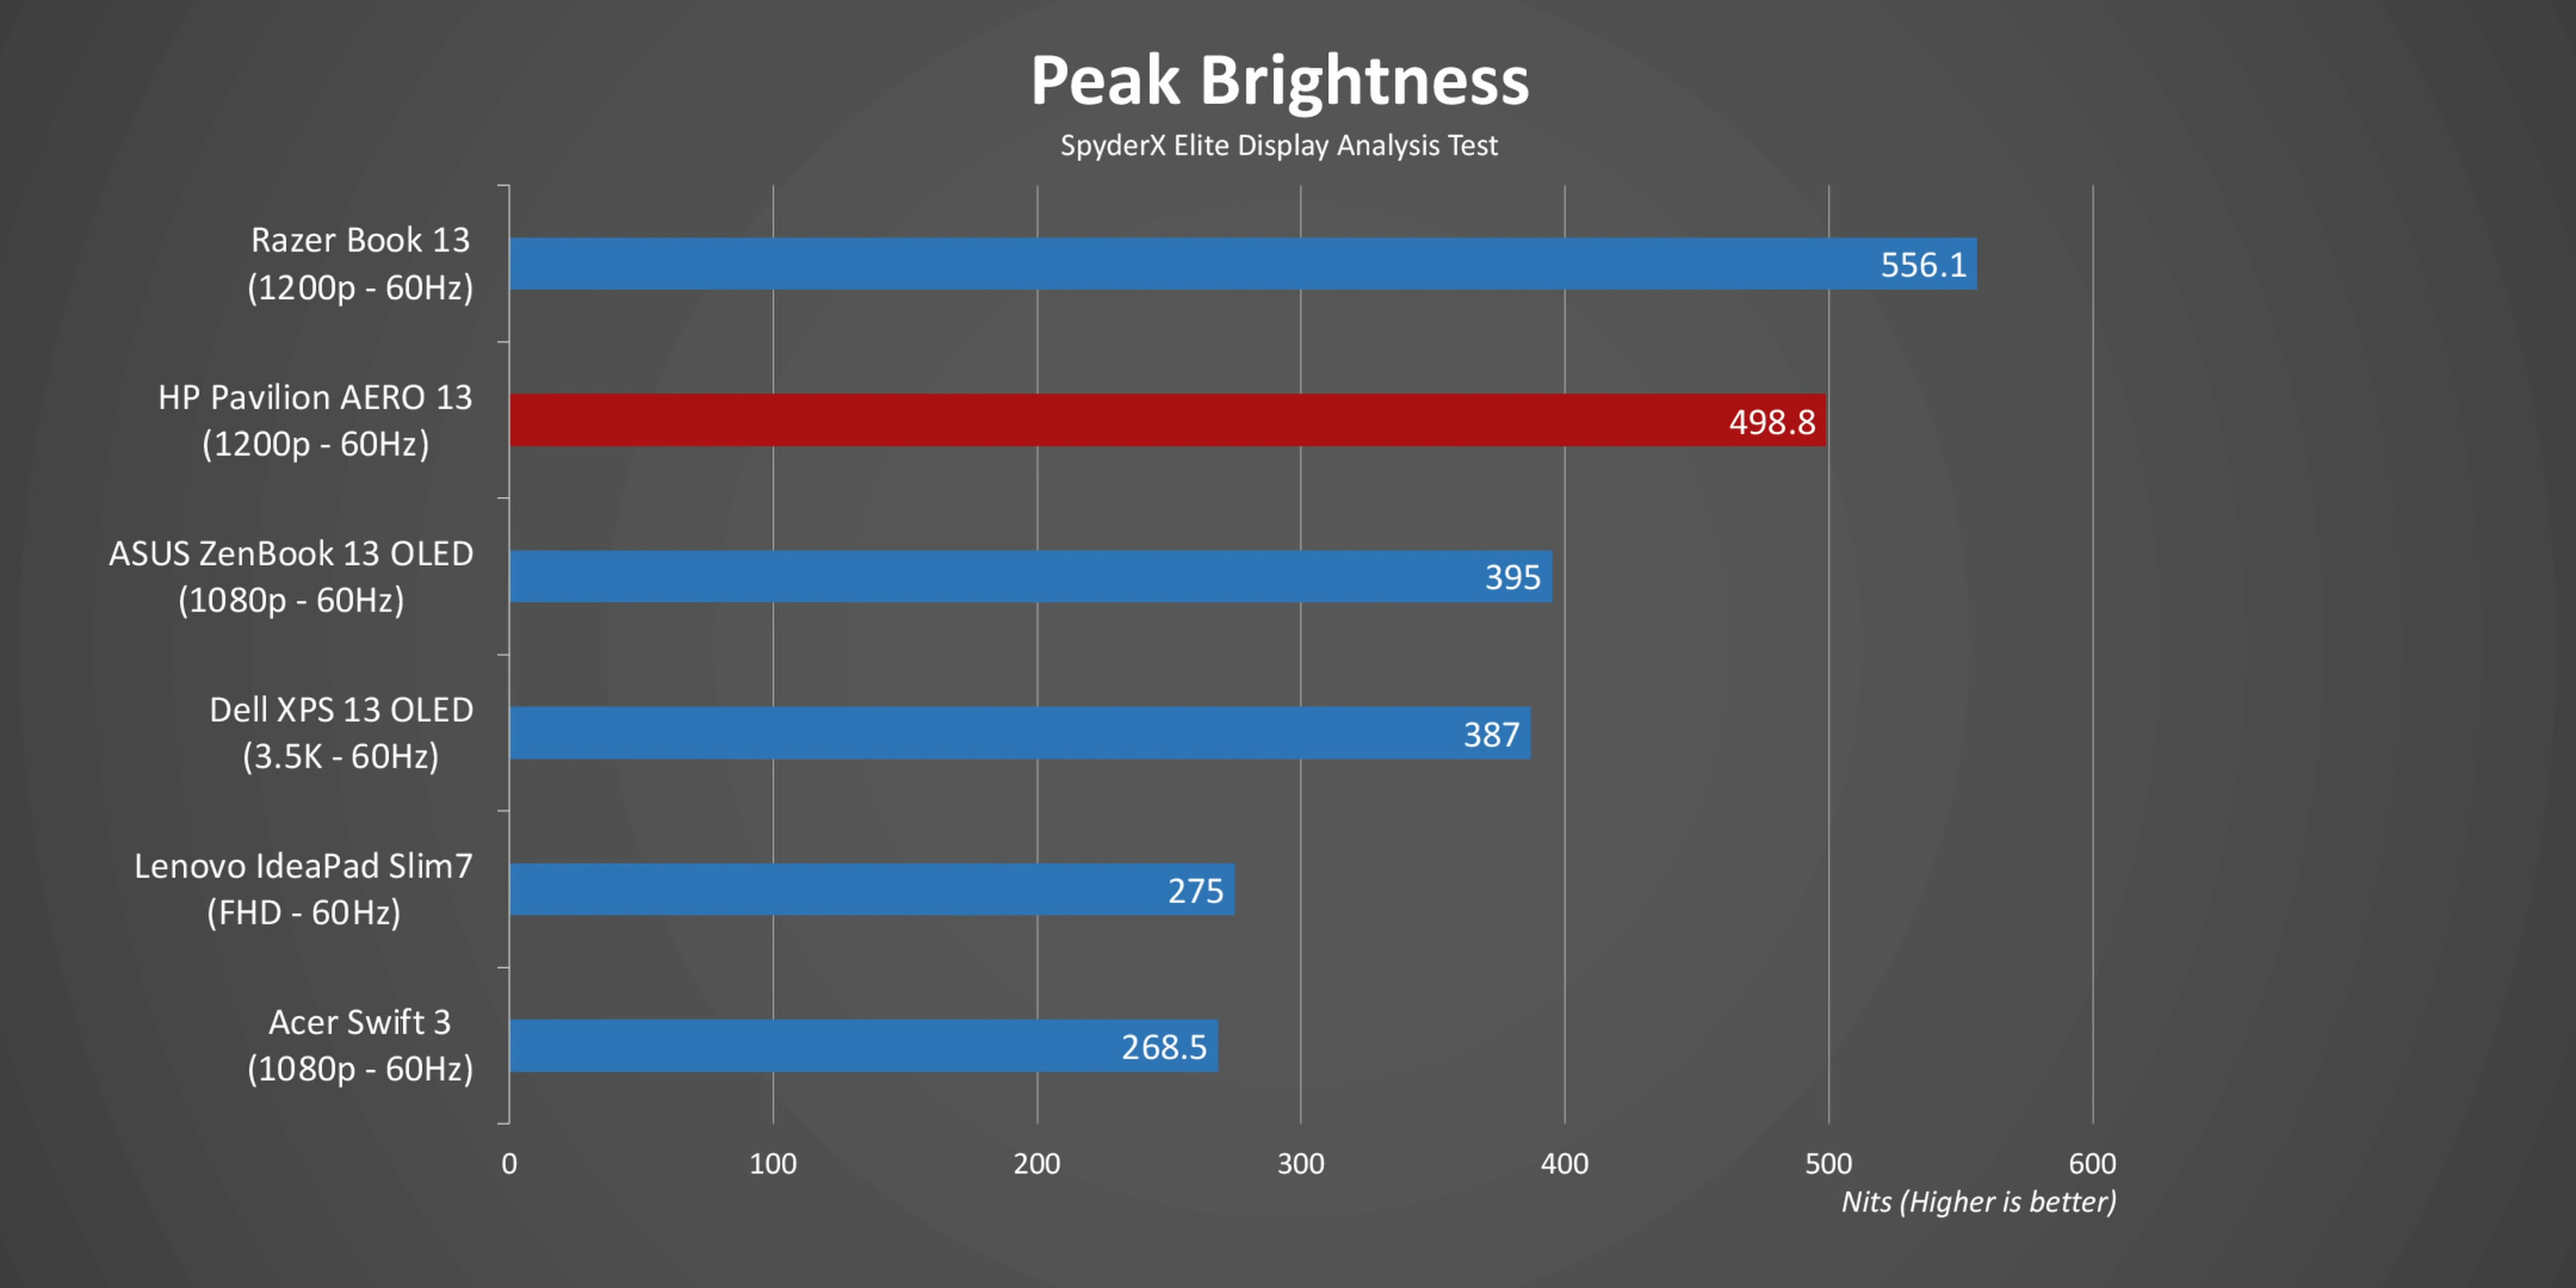 Peak Brightness
SpyderX Elite Display Analysis Test
Razer Book 13
(1200p - 60Hz)
556.1
HP Pavilion AERO 13
(1200p - 60Hz)
498.8
ASUS ZenBook 13 OLED
(1080p - 60Hz)
395
Dell XPS 13 OLED
(3.5K - 60Hz)
387
Lenovo IdeaPad Slim7
(FHD - 60Hz)
275
Acer Swift 3
(1080p - 60Hz)
268.5
0 100 200 300 400 500 600
Nits (Higher is better)